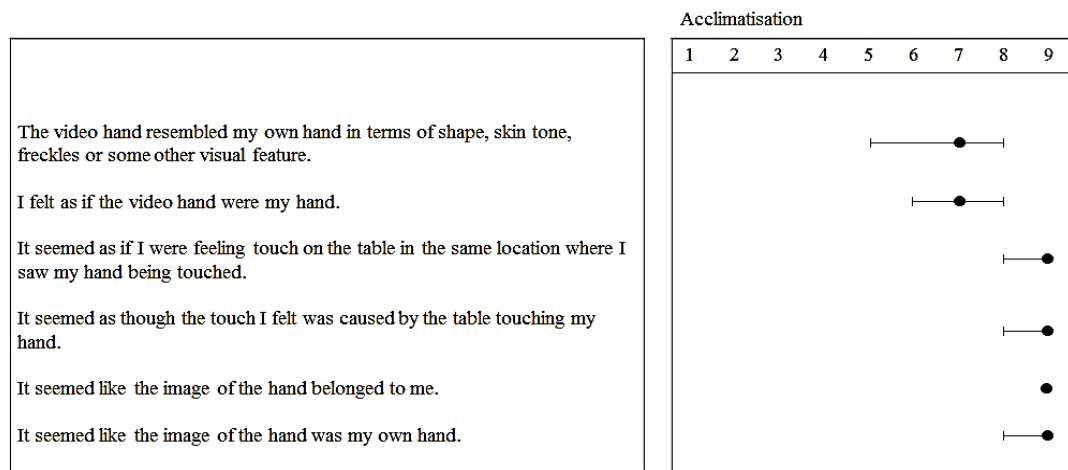 Acclimatisation
1 2 3 4 5 6 7 8 9
The video hand resembled my own hand in terms of shape, skin tone,
freckles or some other visual feature.
I felt as if the video hand were my hand.
It seemed as if I were feeling touch on the table in the same location where I
saw my hand being touched.
It seemed as though the touch I felt was caused by the table touching my
hand.
It seemed like the image of the hand belonged to me.
It seemed like the image of the hand was my own hand.